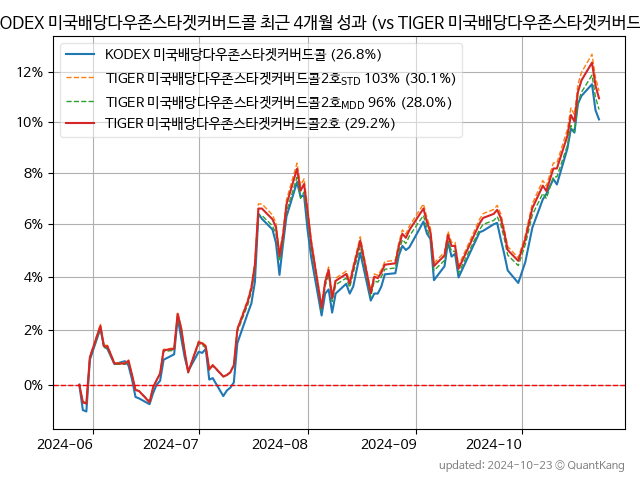 ODEX 미국배당다우존스타겟커버드콜 최근 4개월 성과 (vs TIGER 미국배당다우존스타겟커버드
KODEX 미국배당다우존스타겟커버드콜 (26.8%)
TIGER 미국배당다우존스타겟커버드콜2호STD 103% (30.1%)
TIGER 미국배당다우존스타겟커버드콜2호MDD 96% (28.0%)
TIGER 미국배당다우존스타겟커버드콜2호 (29.2%)
12%
10%
8%
6%
4%
2%
0%
2024-06 2024-07 2024-08 2024-09 2024-10
updated: 2024-10-23 © QuantKang